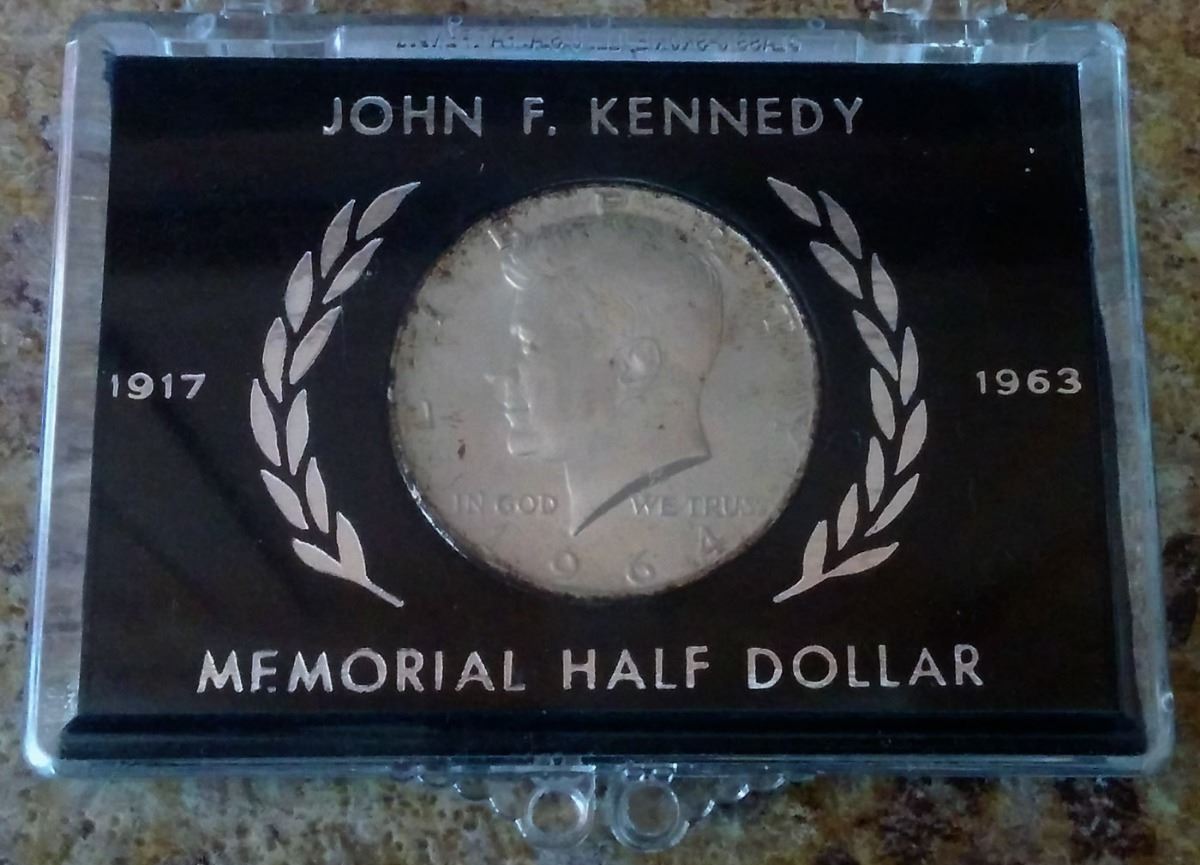 JOHN F. KENNEDY
1917
1963
IN GOD WE TRUST
1964
MEMORIAL HALF DOLLAR